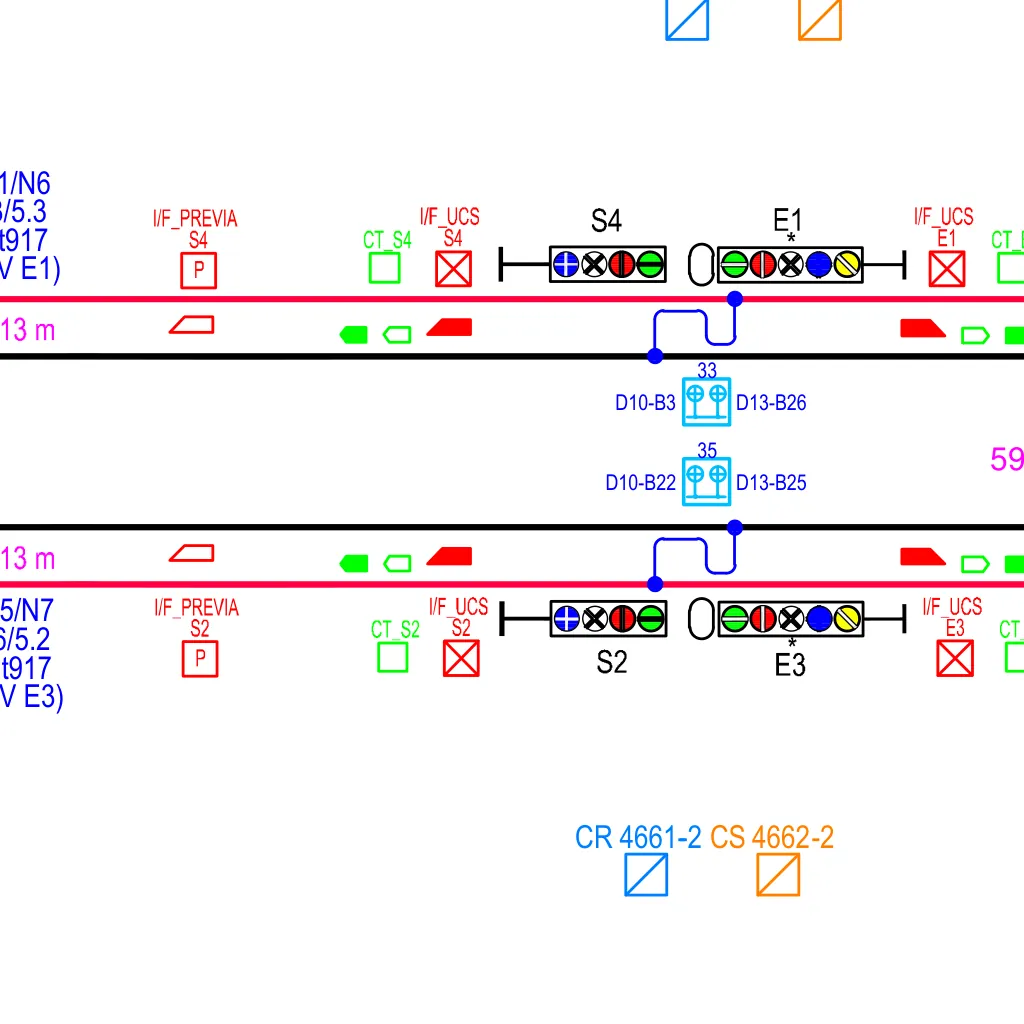 1/N6
/5.3
t917
V E1)
I/F_PREVIA
S4
P
CT_S4
I/F_UCS
S4
S4
E1
*
I/F_UCS
E1
CT_
13 m
33
D10-B3
D13-B26
35
D10-B22
D13-B25
59
13 m
5/N7
6/5.2
t917
V E3)
I/F_PREVIA
S2
P
CT_S2
I/F_UCS
S2
S2
*
E3
I/F_UCS
E3
CT_
CR 4661-2
CS 4662-2